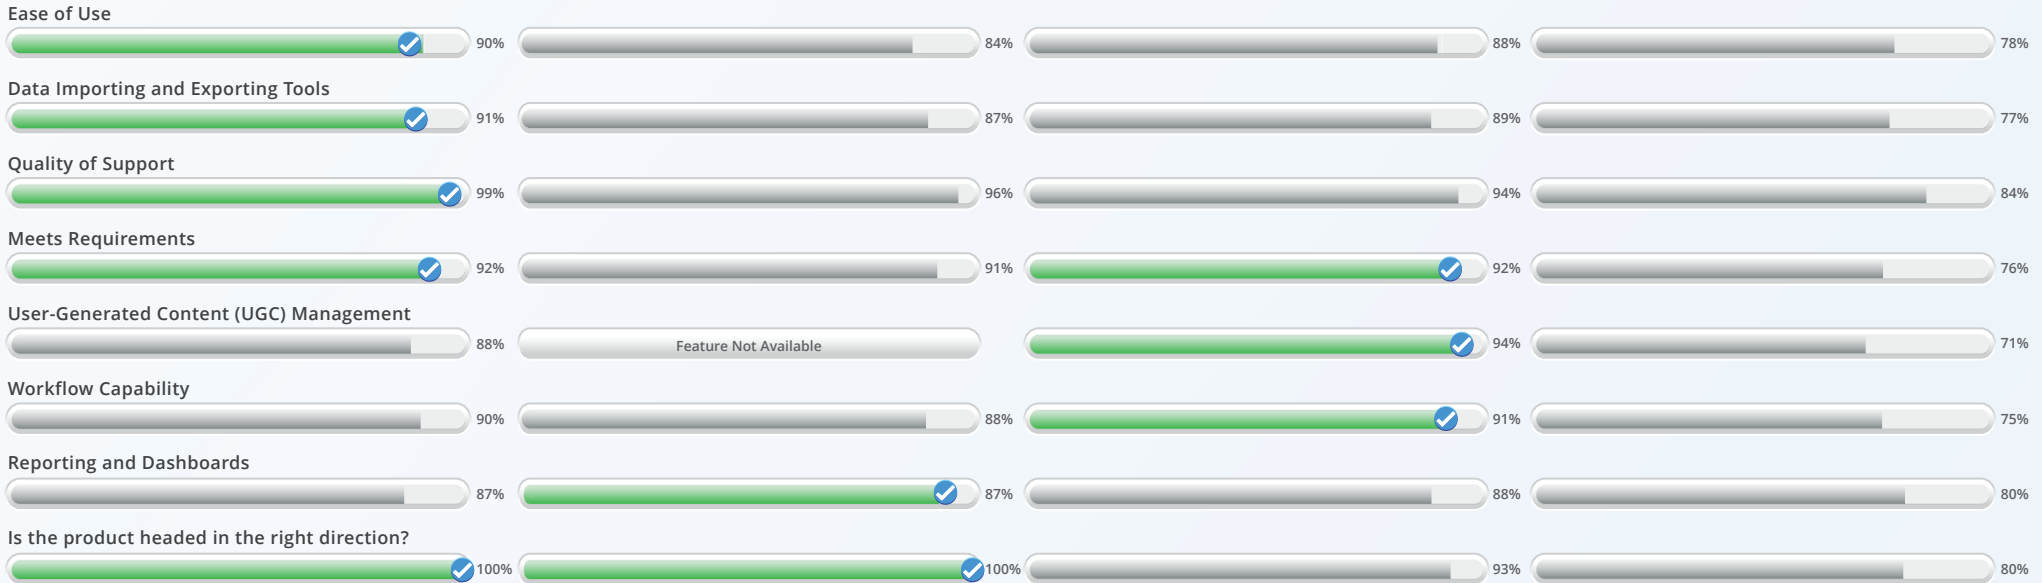 Ease of Use
90% 84% 88% 78%
Data Importing and Exporting Tools
91% 87% 89% 77%
Quality of Support
99% 96% 94% 84%
Meets Requirements
92% 91% 92% 76%
User-Generated Content (UGC) Management
88% Feature Not Available 94% 71%
Workflow Capability
90% 88% 91% 75%
Reporting and Dashboards
87% 87% 88% 80%
Is the product headed in the right direction?
100% 100% 93% 80%